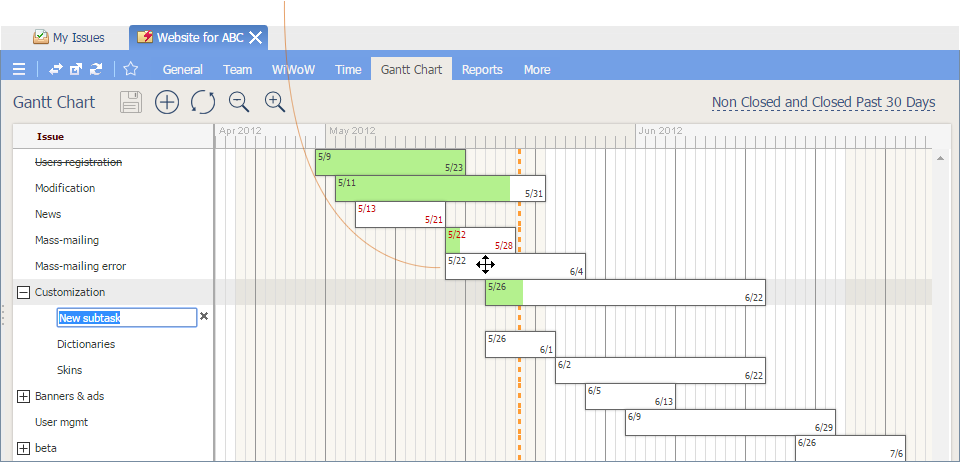 My Issues Website for ABC
General Team WiWoW Time Gantt Chart Reports More
Gantt Chart Non Closed and Closed Past 30 Days
Issue Apr 2012 May 2012 Jun 2012
Users registration 5/9 5/23
Modification 5/11 5/31
News 5/13 5/21
Mass-mailing 5/22 5/28
Mass-mailing error 5/22 6/4
Customization 5/26 6/22
New subtask
Dictionaries 5/26 6/1
Skins 6/2 6/22
Banners & ads 6/5 6/13
User mgmt 6/9 6/29
beta 6/26 7/6